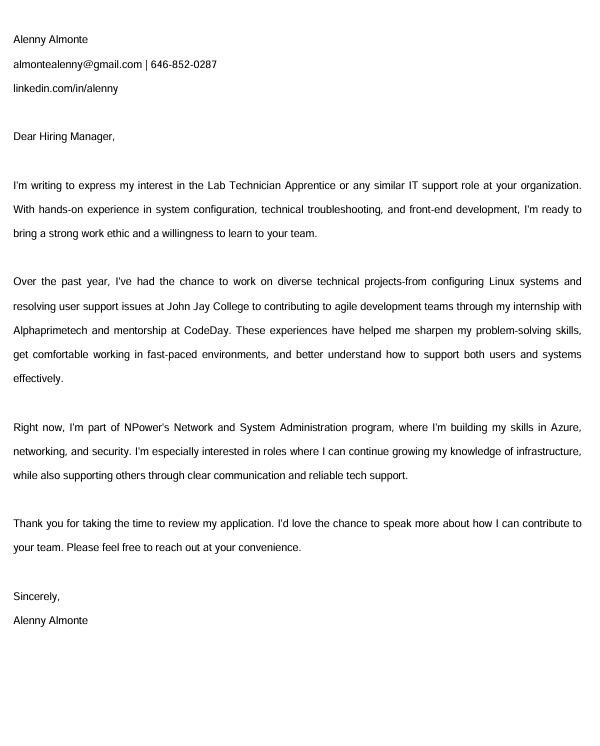 Alenny Almonte
almontealenny@gmail.com | 646-852-0287
linkedin.com/in/alenny
Dear Hiring Manager,
I'm writing to express my interest in the Lab Technician Apprentice or any similar IT support role at your organization.
With hands-on experience in system configuration, technical troubleshooting, and front-end development, I'm ready to
bring a strong work ethic and a willingness to learn to your team.
Over the past year, I've had the chance to work on diverse technical projects-from configuring Linux systems and
resolving user support issues at John Jay College to contributing to agile development teams through my internship with
Alphaprimetech and mentorship at CodeDay. These experiences have helped me sharpen my problem-solving skills,
get comfortable working in fast-paced environments, and better understand how to support both users and systems
effectively.
Right now, I'm part of NPower's Network and System Administration program, where I'm building my skills in Azure,
networking, and security. I'm especially interested in roles where I can continue growing my knowledge of infrastructure,
while also supporting others through clear communication and reliable tech support.
Thank you for taking the time to review my application. I'd love the chance to speak more about how I can contribute to
your team. Please feel free to reach out at your convenience.
Sincerely,
Alenny Almonte